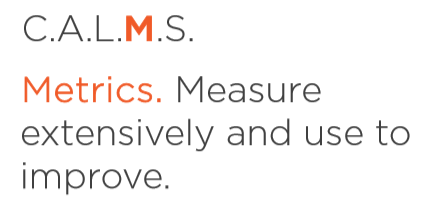 C.A.L.M.S.
Metrics. Measure
extensively and use to
improve.